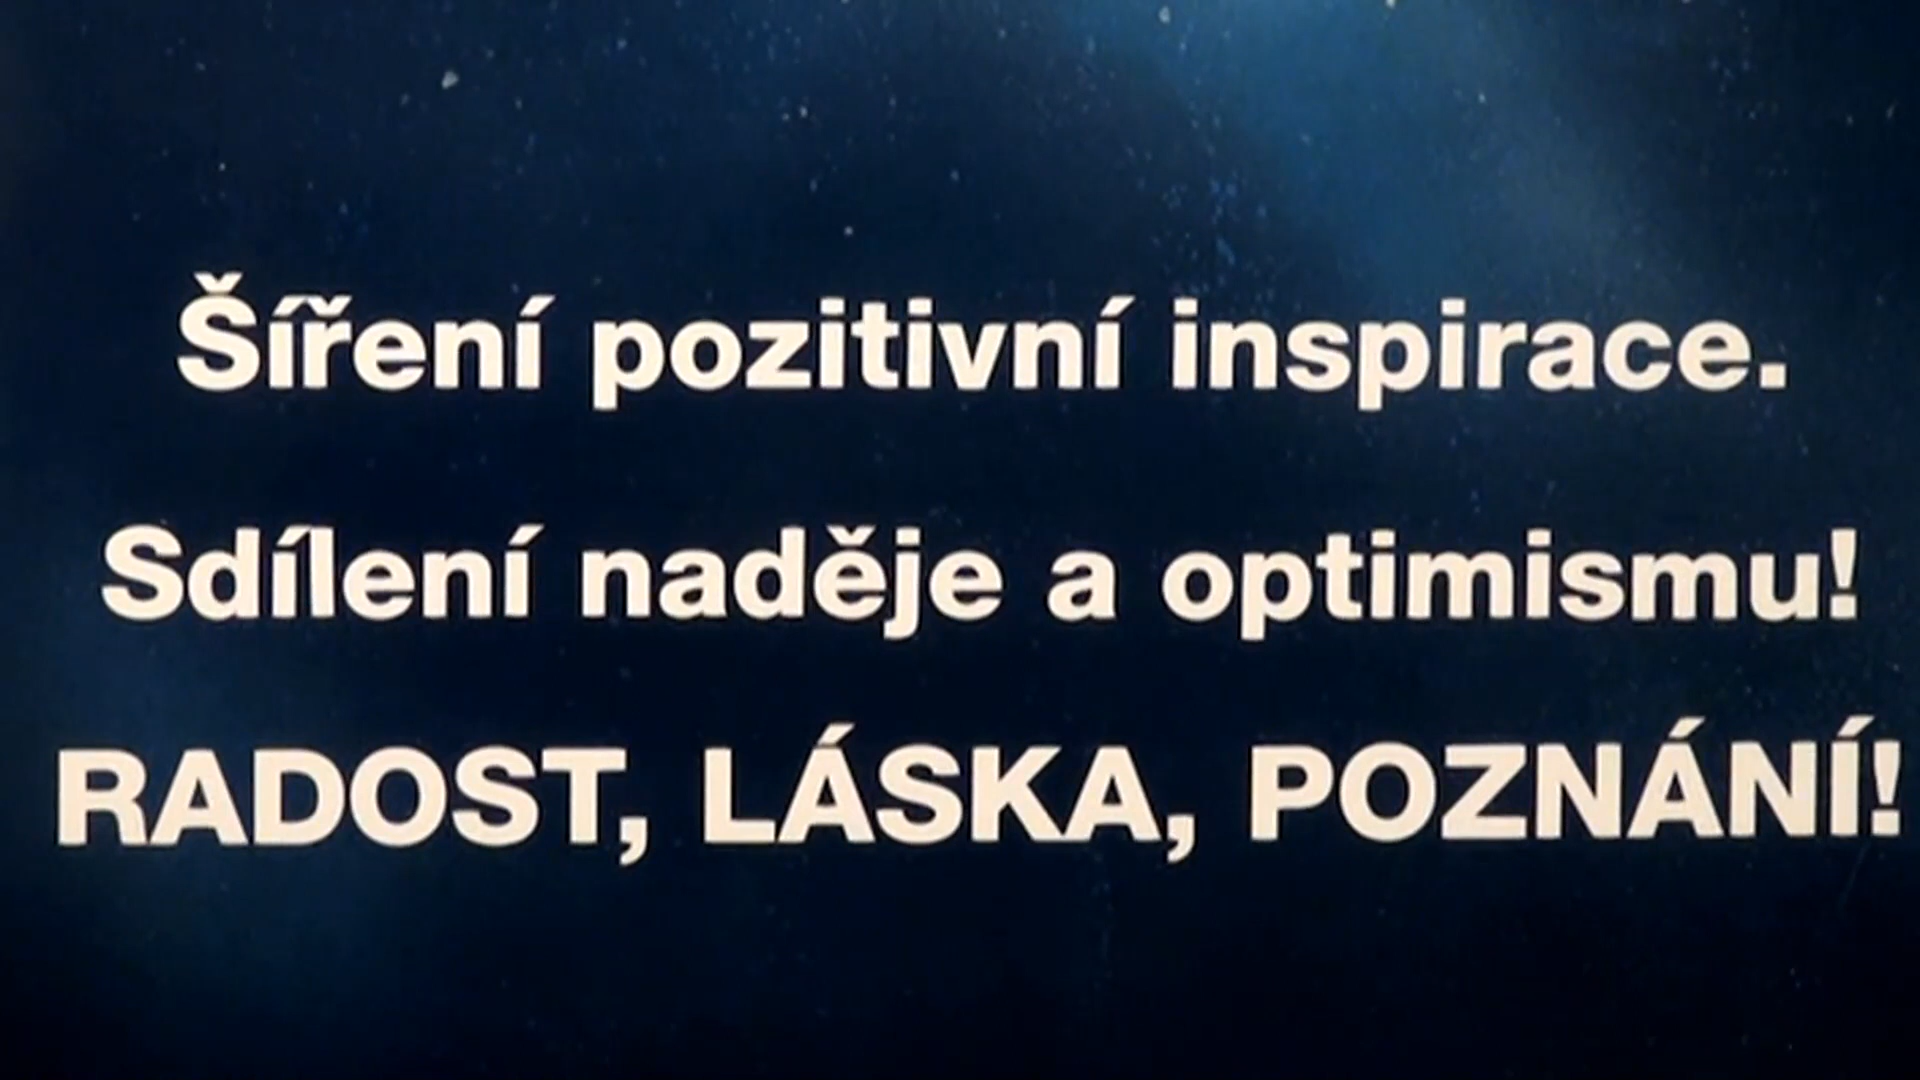 Šíření pozitivní inspirace.
Sdílení naděje a optimismu!
RADOST, LÁSKA, POZNÁNÍ!